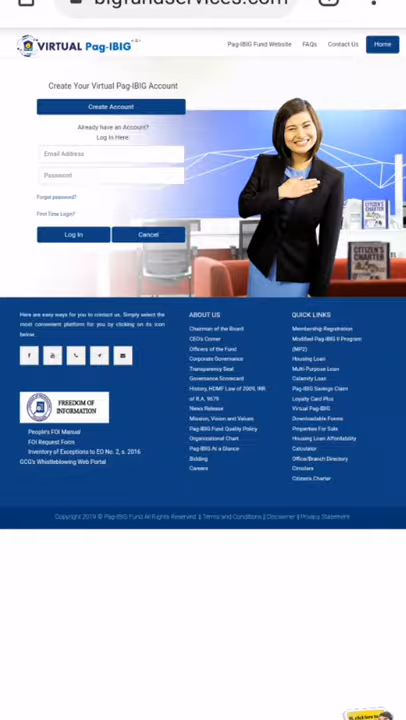 VIRTUAL Pag-IBIG
Pag-IBIG Fund Website
FAQs
Contact Us
Home
Create Your Virtual Pag-IBIG Account
Create Account
Already have an Account?
Log In Here:
Email Address
Password
Forgot password?
First Time Login?
Log In
Cancel
CITIZEN'S
CHARTER
CITIZEN'S
CHARTER
Here are easy ways for you to contact us. Simply select the
most convenient platform for you by clicking on its icon
below.
FREEDOM OF
INFORMATION
People's FOI Manual
FOI Request Form
Inventory of Exceptions to EO No. 2, s. 2016
GCG's Whistleblowing Web Portal
ABOUT US
Chairman of the Board
CEO's Corner
Officers of the Fund
Corporate Governance
Transparency Seal
Governance Scorecard
History, HDMF Law of 2009, IRR
of R.A. 9679
News Release
Mission, Vision and Values
Pag-IBIG Fund Quality Policy
Organizational Chart
Pag-IBIG At a Glance
Bidding
Careers
QUICK LINKS
Membership Registration
Modified Pag-IBIG II Program
(MP2)
Housing Loan
Multi-Purpose Loan
Calamity Loan
Pag-IBIG Savings Claim
Loyalty Card Plus
Virtual Pag-IBIG
Downloadable Forms
Properties For Sale
Housing Loan Affordability
Calculator
Office/Branch Directory
Circulars
Citizen's Charter
Copyright 2019 © Pag-IBIG Fund All Rights Reserved. || Terms and Conditions || Disclaimer || Privacy Statement